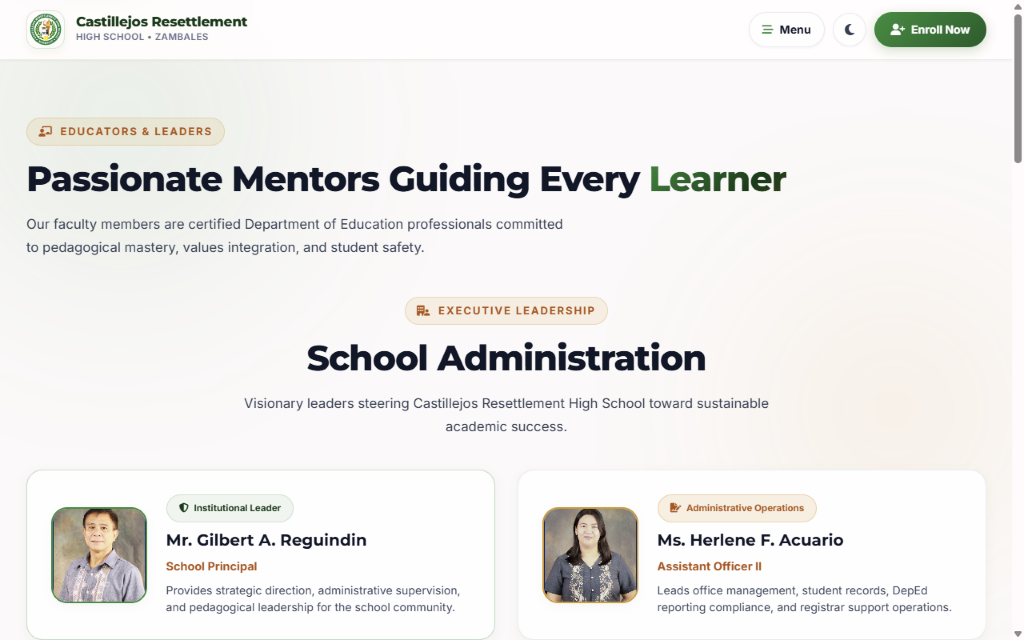 Castillejos Resettlement
HIGH SCHOOL • ZAMBALES
Menu
Enroll Now
EDUCATORS & LEADERS
Passionate Mentors Guiding Every Learner
Our faculty members are certified Department of Education professionals committed
to pedagogical mastery, values integration, and student safety.
EXECUTIVE LEADERSHIP
School Administration
Visionary leaders steering Castillejos Resettlement High School toward sustainable
academic success.
Institutional Leader
Mr. Gilbert A. Reguindin
School Principal
Provides strategic direction, administrative supervision,
and pedagogical leadership for the school community.
Administrative Operations
Ms. Herlene F. Acuario
Assistant Officer II
Leads office management, student records, DepEd
reporting compliance, and registrar support operations.